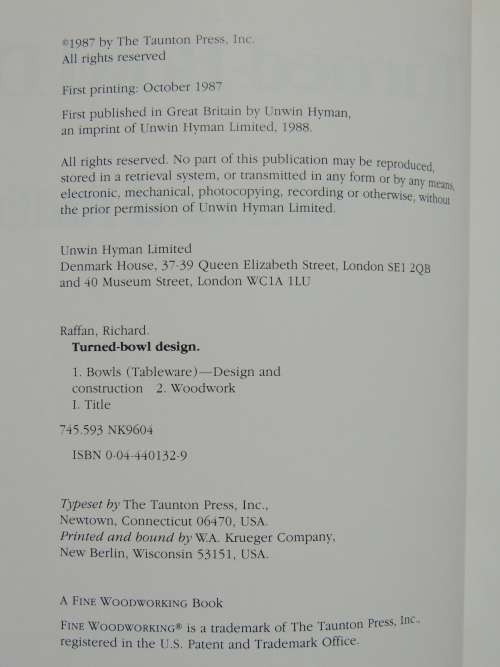 ©1987 by The Taunton Press, Inc.
All rights reserved
First printing: October 1987
First published in Great Britain by Unwin Hyman,
an imprint of Unwin Hyman Limited, 1988.
All rights reserved. No part of this publication may be reproduced,
stored in a retrieval system, or transmitted in any form or by any means,
electronic, mechanical, photocopying, recording or otherwise, without
the prior permission of Unwin Hyman Limited.
Unwin Hyman Limited
Denmark House, 37-39 Queen Elizabeth Street, London SE1 2QB
and 40 Museum Street, London WC1A 1LU
Raffan, Richard.
Turned-bowl design.
1. Bowls (Tableware)—Design and
construction 2. Woodwork
I. Title
745.593 NK9604
ISBN 0-04-440132-9
Typeset by The Taunton Press, Inc.,
Newtown, Connecticut 06470, USA.
Printed and bound by W.A. Krueger Company,
New Berlin, Wisconsin 53151, USA.
A FINE WOODWORKING Book
FINE WOODWORKING® is a trademark of The Taunton Press, Inc.,
registered in the U.S. Patent and Trademark Office.